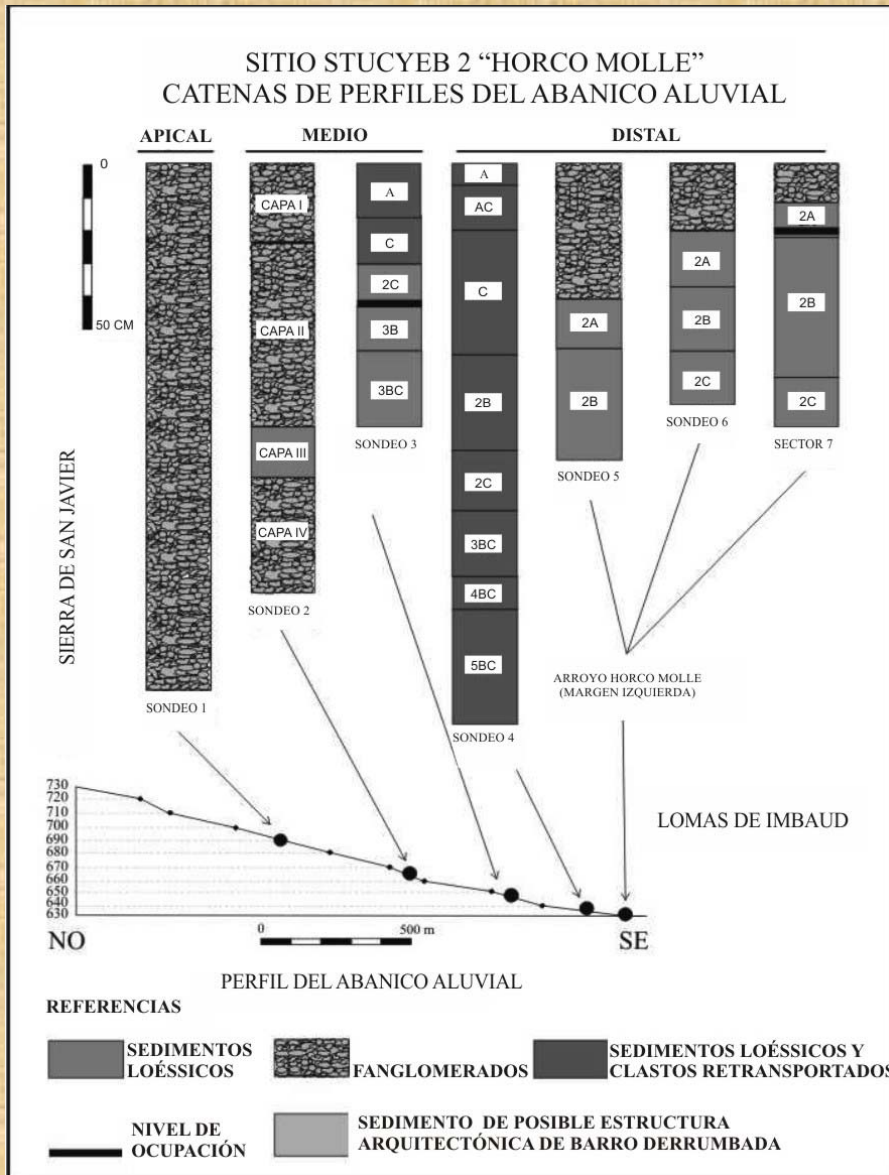 SITIO STUCYEB 2 “HORCO MOLLE”
CATENAS DE PERFILES DEL ABANICO ALUVIAL
APICAL
MEDIO
DISTAL
0
50 CM
SIERRA DE SAN JAVIER
SONDEO 1
CAPA I
CAPA II
CAPA III
CAPA IV
SONDEO 2
A
C
2C
3B
3BC
SONDEO 3
A
AC
C
2B
2C
3BC
4BC
5BC
SONDEO 4
2A
2B
SONDEO 5
2A
2B
2C
SONDEO 6
2A
2B
2C
SECTOR 7
ARROYO HORCO MOLLE
(MARGEN IZQUIERDA)
LOMAS DE IMBAUD
730
710
700
690
680
670
660
650
640
630
NO
SE
0 500 m
PERFIL DEL ABANICO ALUVIAL
REFERENCIAS
SEDIMENTOS
LOÉSSICOS
FANGLOMERADOS
SEDIMENTOS LOÉSSICOS Y
CLASTOS RETRANSPORTADOS
NIVEL DE
OCUPACIÓN
SEDIMENTO DE POSIBLE ESTRUCTURA
ARQUITECTÓNICA DE BARRO DERRUMBADA